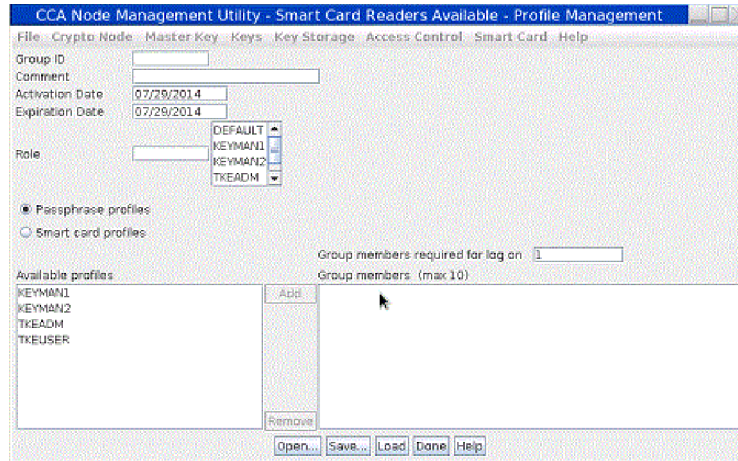 CCA Node Management Utility - Smart Card Readers Available - Profile Management
File Crypto Node Master Key Keys Key Storage Access Control Smart Card Help
Group ID
Comment
Activation Date 07/29/2014
Expiration Date 07/29/2014
DEFAULT
KEYMAN1
Role
KEYMAN2
TKEADM
Passphrase profiles
Smart card profiles
Group members required for log on 1
Available profiles Group members (max 10)
KEYMAN1 Add
KEYMAN2
TKEADM
TKEUSER
Remove
Open... Save... Load Done Help